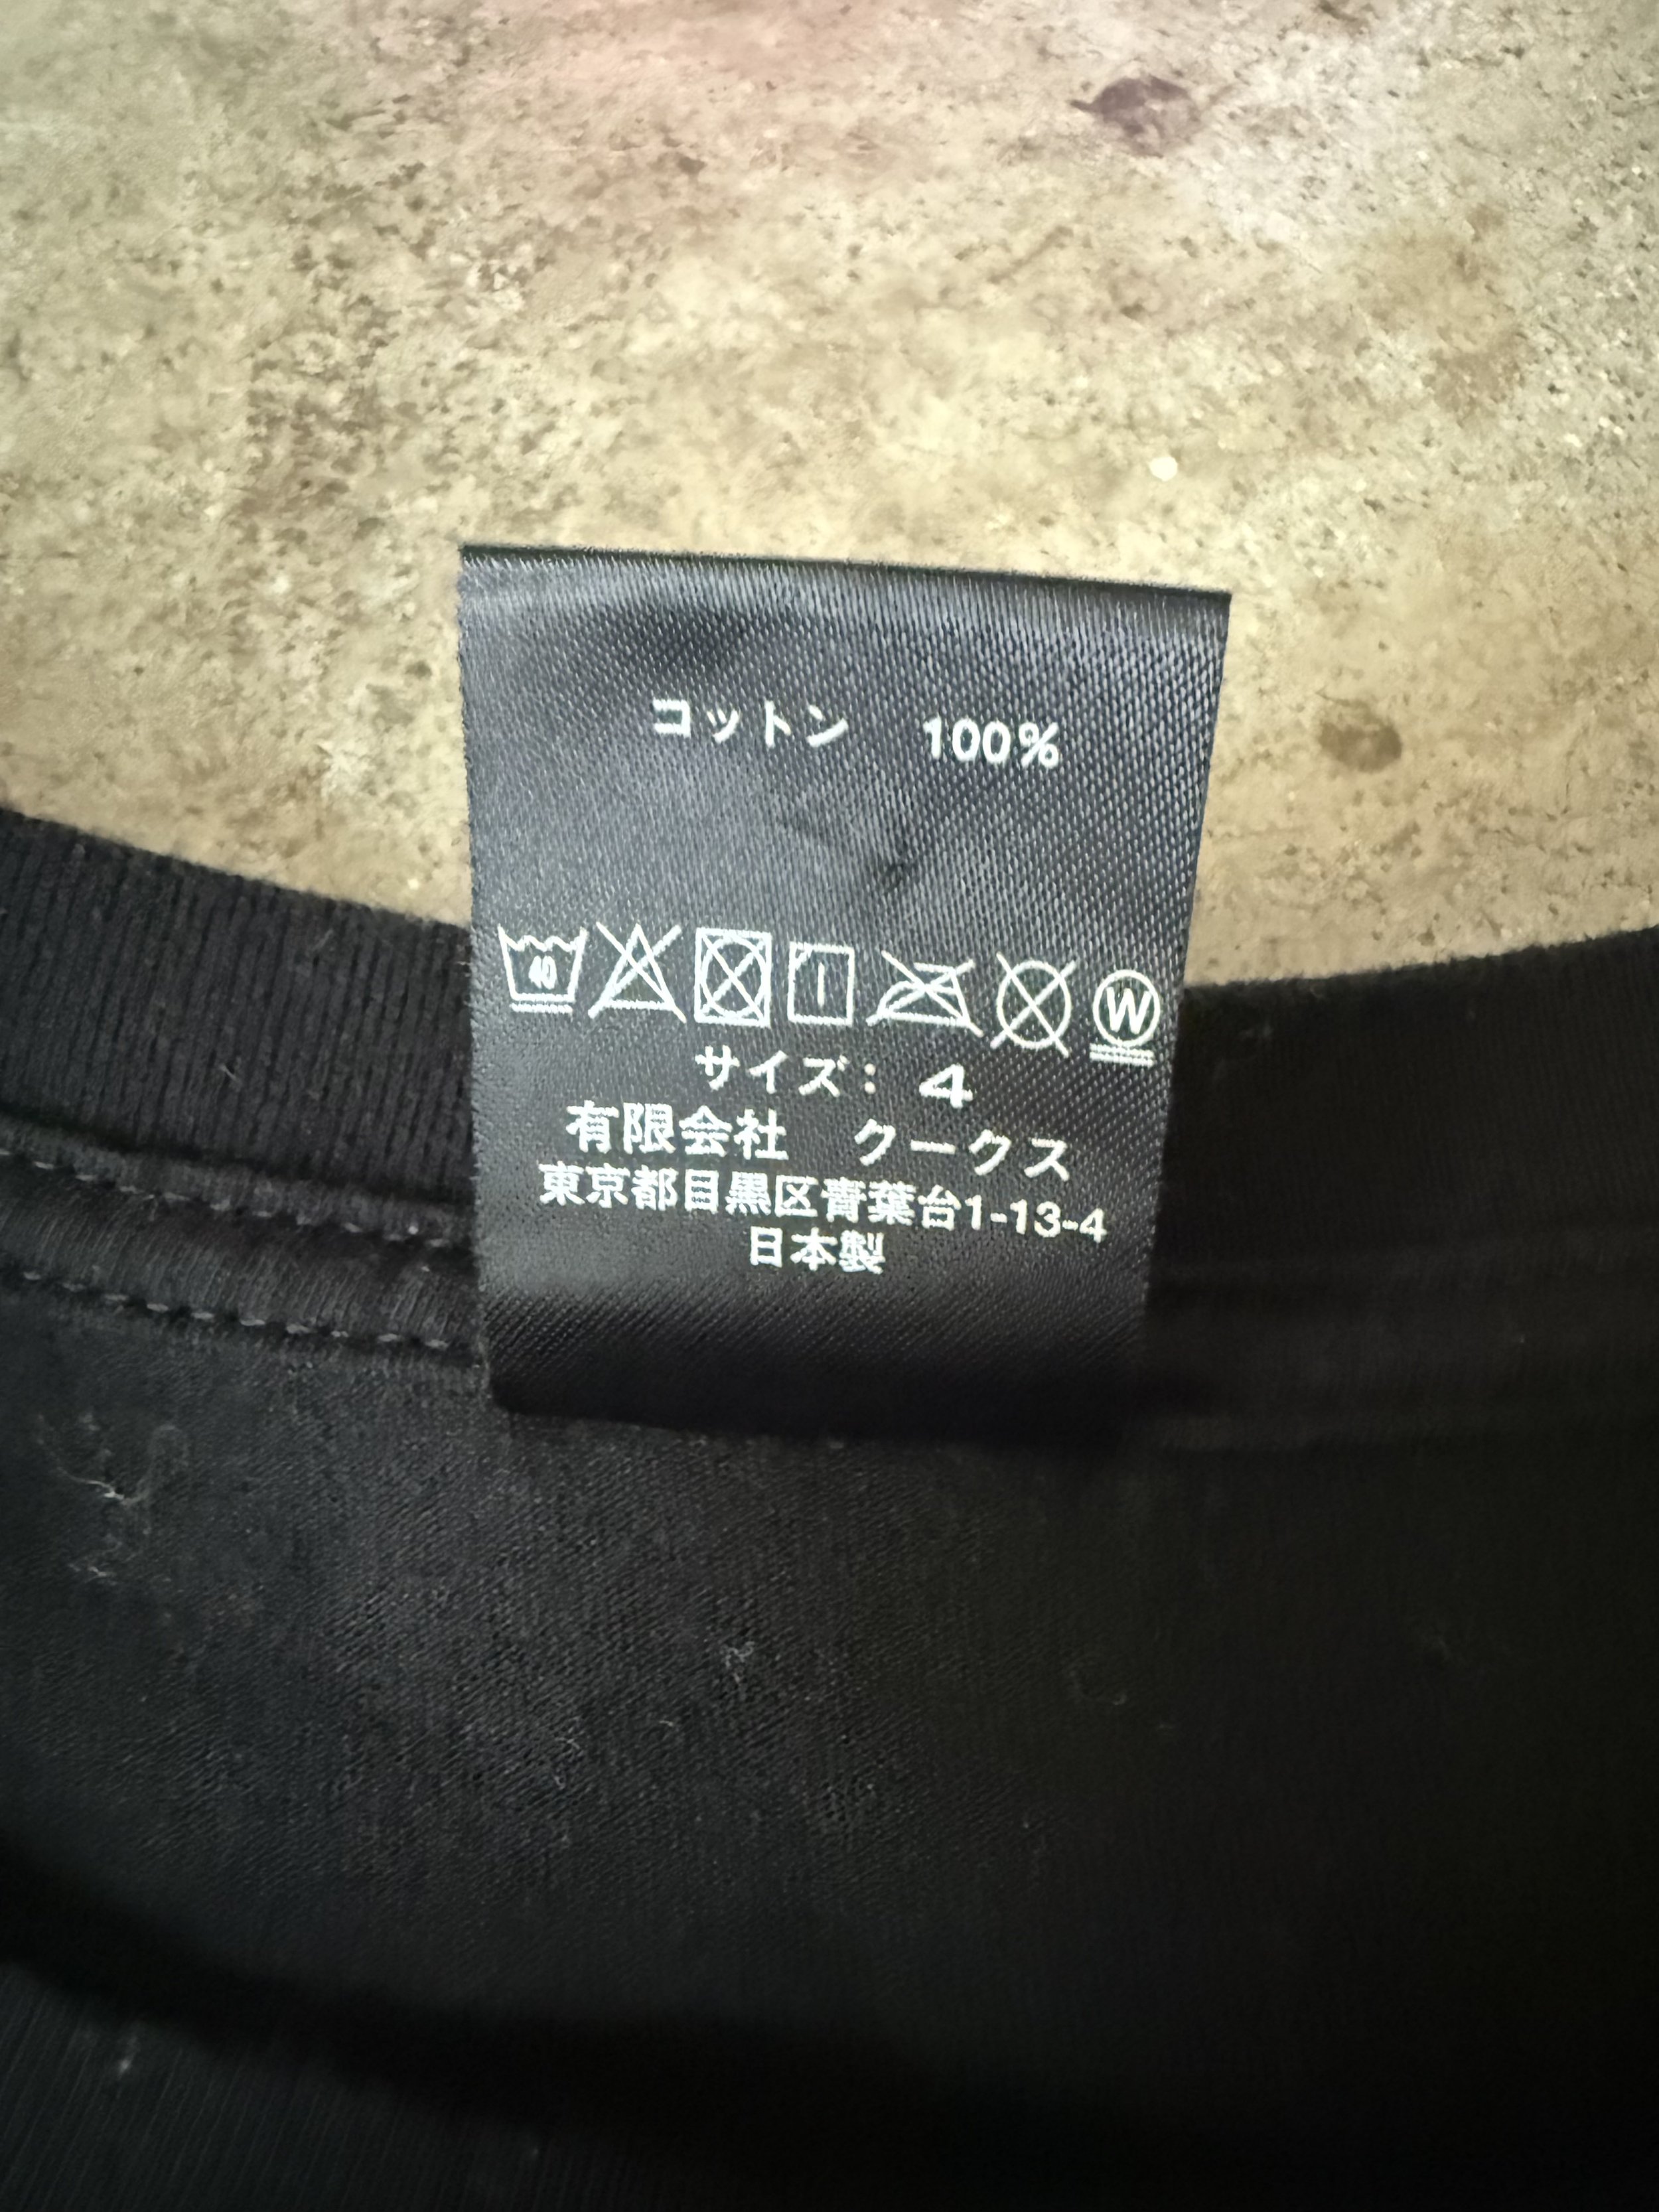 コットン 100%
40
W
サイズ: 4
有限会社 クークス
東京都目黒区青葉台1-13-4
日本製